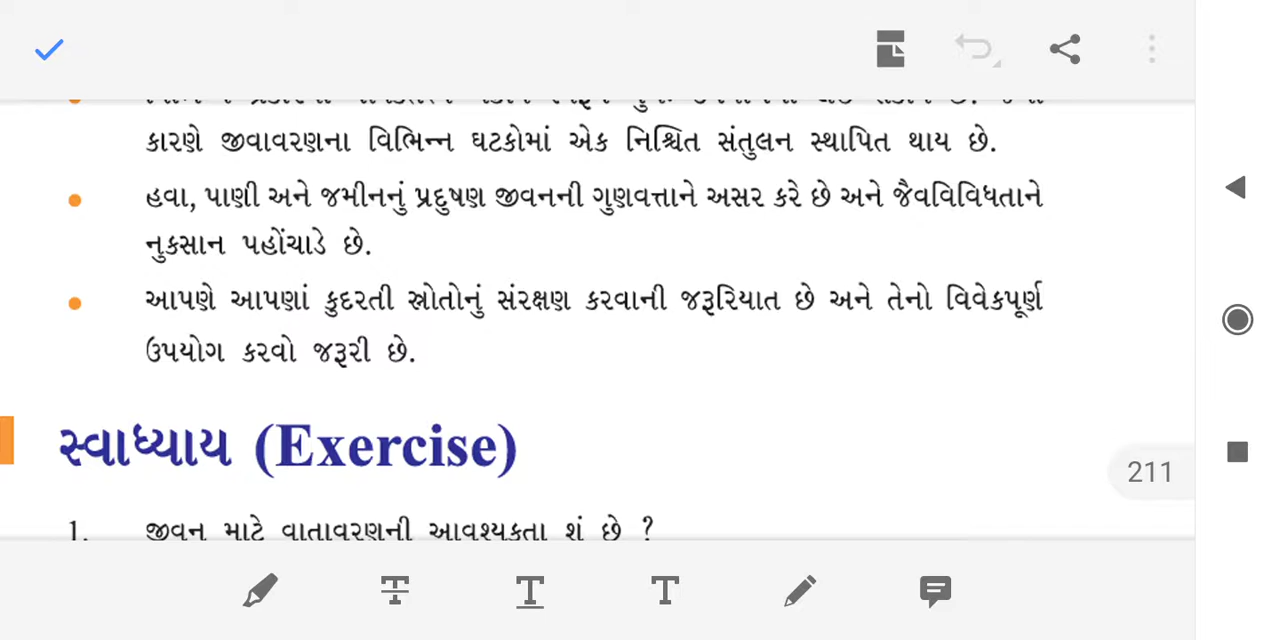 કારણે જીવાવરણના વિભિન્ન ઘટકોમાં એક નિશ્ચિત સંતુલન સ્થાપિત થાય છે.
હવા, પાણી અને જમીનનું પ્રદુષણ જીવનની ગુણવત્તાને અસર કરે છે અને જૈવવિવિધતાને
નુકસાન પહોંચાડે છે.
આપણે આપણાં કુદરતી સ્રોતોનું સંરક્ષણ કરવાની જરૂરિયાત છે અને તેનો વિવેકપૂર્ણ
ઉપયોગ કરવો જરૂરી છે.
સ્વાધ્યાય (Exercise)
211
1. જીવન માટે વાતાવરણની આવશ્યકતા શું છે ?